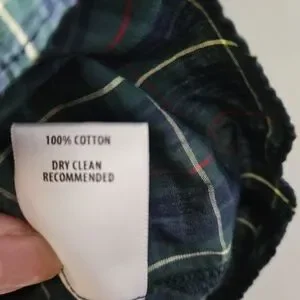 100% COTTON
DRY CLEAN
RECOMMENDED